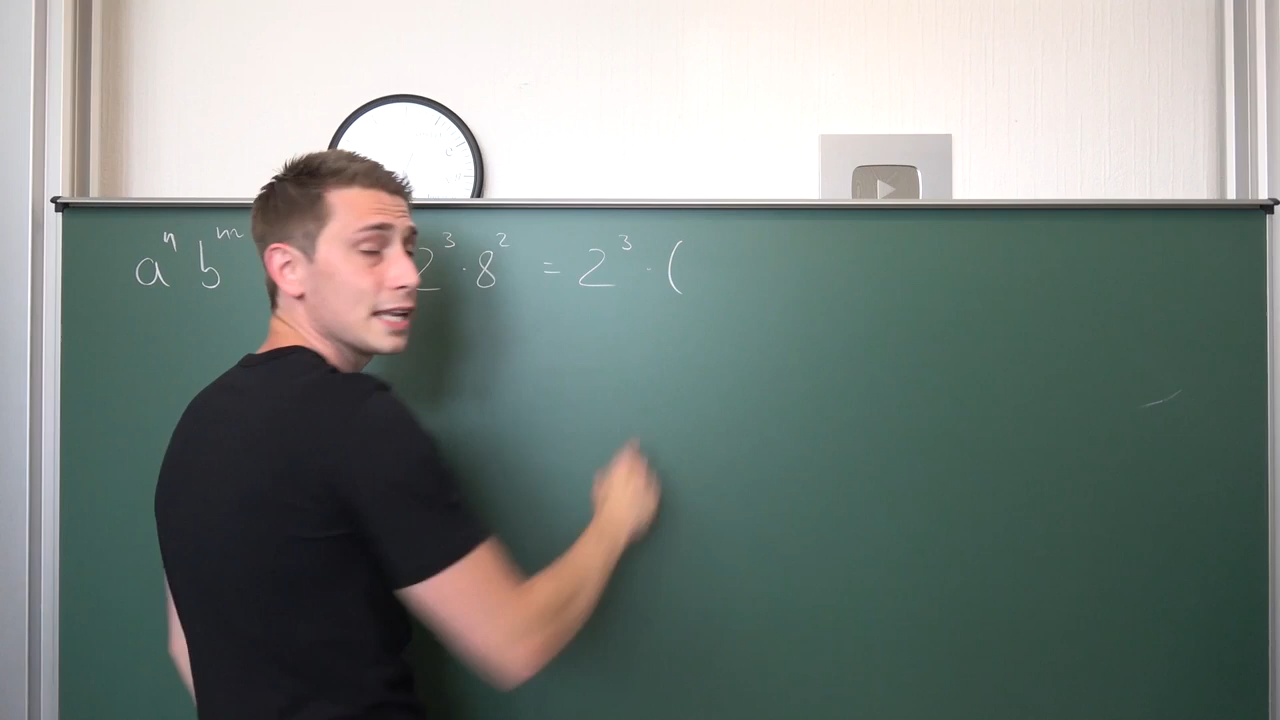 aⁿ bᵐ 2³ · 8² = 2³ · (